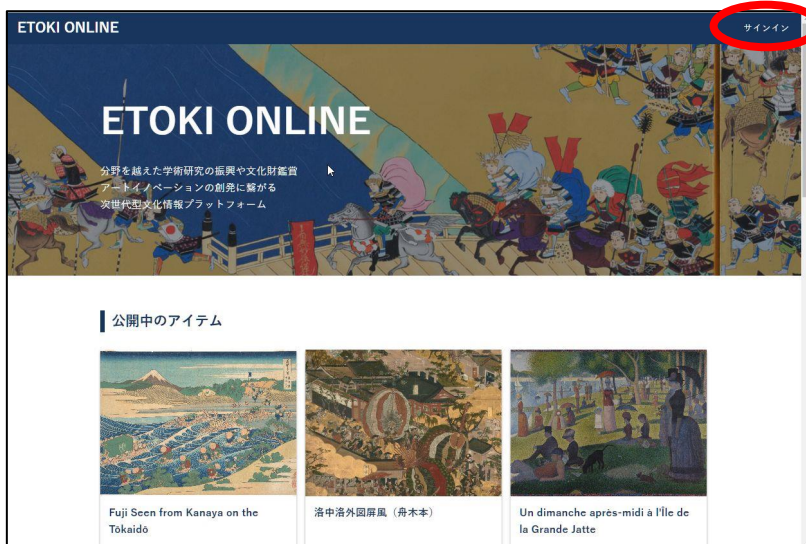 ETOKI ONLINE
サインイン
ETOKI ONLINE
分野を越えた学術研究の振興や文化財鑑賞
アートイノベーションの創発に繋がる
次世代型文化情報プラットフォーム
公開中のアイテム
Fuji Seen from Kanaya on the
Tōkaidō
洛中洛外図屏風（舟木本）
Un dimanche après-midi à l'Île de
la Grande Jatte